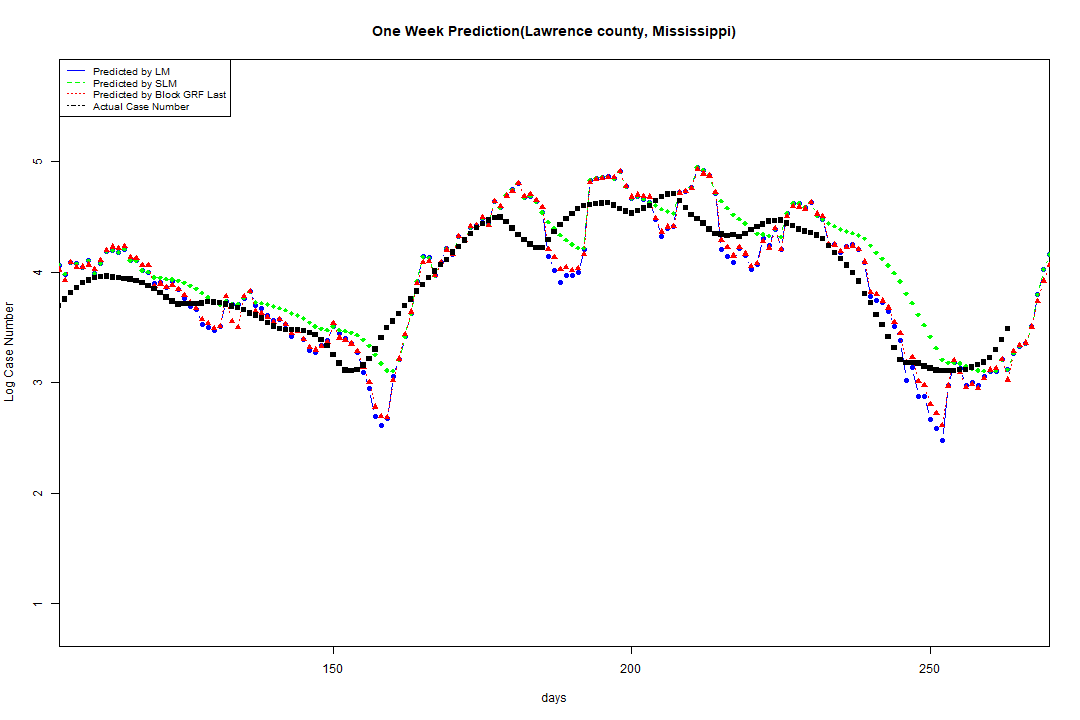 One Week Prediction(Lawrence county, Mississippi)
Predicted by LM
Predicted by SLM
Predicted by Block GRF Last
Actual Case Number
5
4
3
2
1
Log Case Number
150 200 250
days